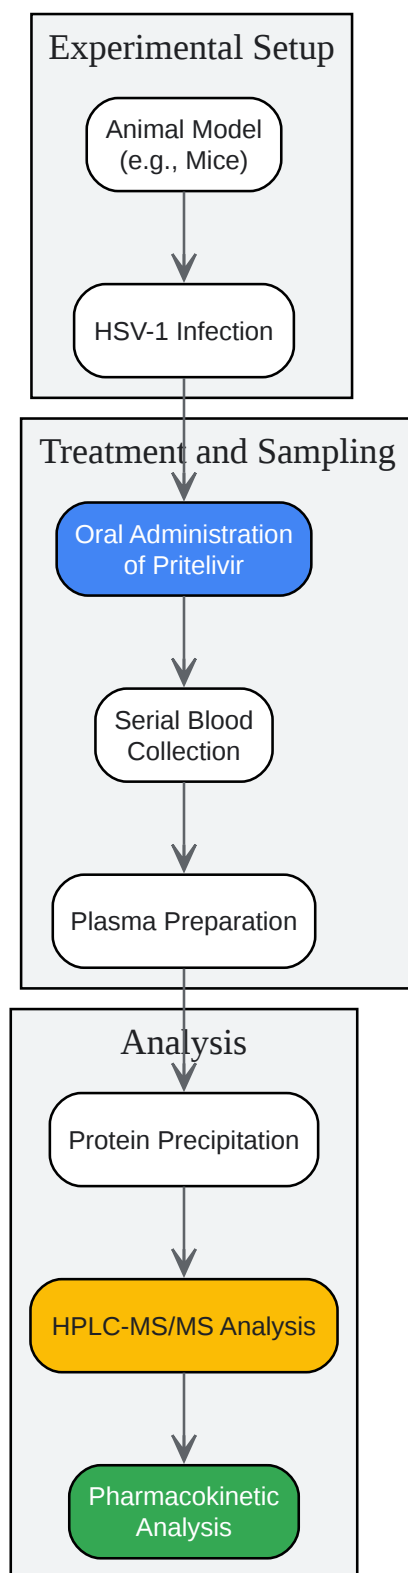 Experimental Setup
Animal Model
(e.g., Mice)
HSV-1 Infection
Treatment and Sampling
Oral Administration
of Pritelivir
Serial Blood
Collection
Plasma Preparation
Analysis
Protein Precipitation
HPLC-MS/MS Analysis
Pharmacokinetic
Analysis